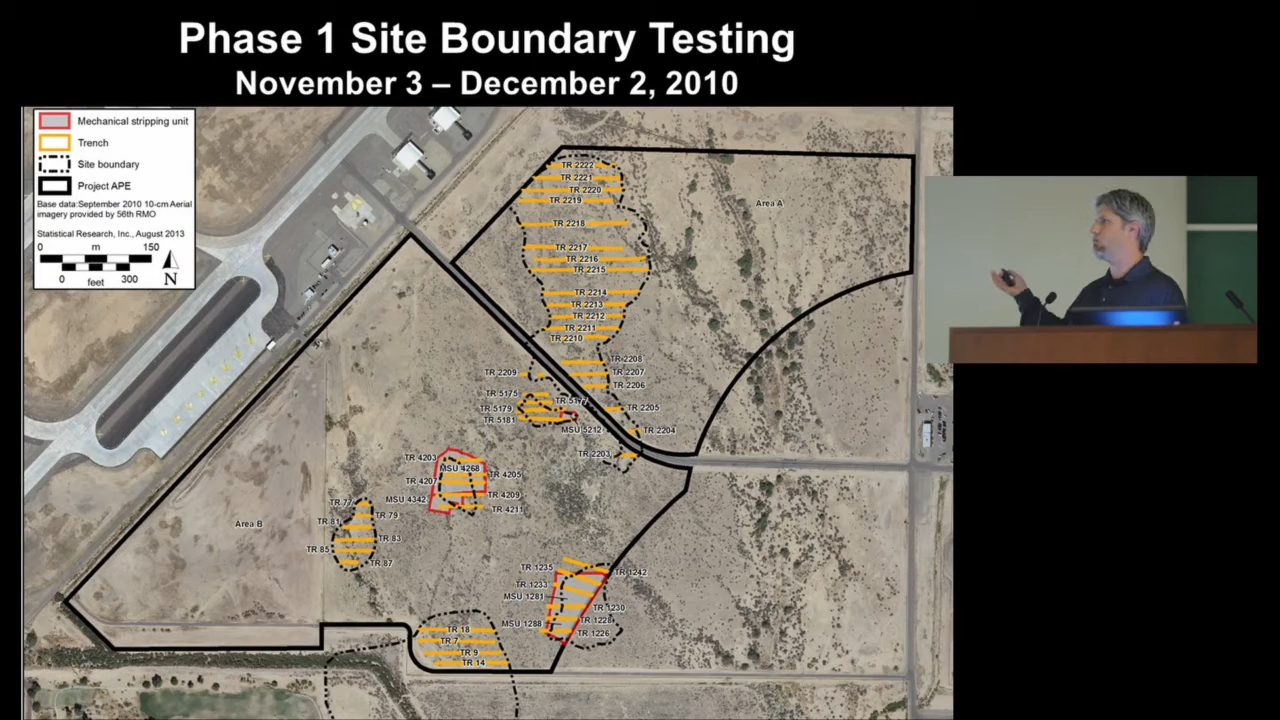 Phase 1 Site Boundary Testing
November 3 – December 2, 2010
Mechanical stripping unit
Trench
Site boundary
Project APE
Base data:September 2010 10-cm Aerial
imagery provided by 56th RMO
Statistical Research, Inc., August 2013
0 m 150
0 feet 300
N
TR 2222
TR 2221
TR 2220
TR 2219
Area A
TR 2218
TR 2217
TR 2216
TR 2215
TR 2214
TR 2213
TR 2212
TR 2211
TR 2210
TR 2208
TR 2209
TR 2207
TR 2206
TR 5175
TR 5177
TR 5179
TR 2205
TR 5181
MSU 5212
TR 2204
TR 2203
TR 4203
MSU 4268
TR 4205
TR 4207
MSU 4342
TR 4209
TR 4211
TR 77
TR 79
TR 81
Area B
TR 83
TR 85
TR 87
TR 1235
TR 1242
TR 1233
MSU 1281
TR 1230
MSU 1288
TR 1228
TR 1226
TR 18
TR 7
TR 9
TR 14